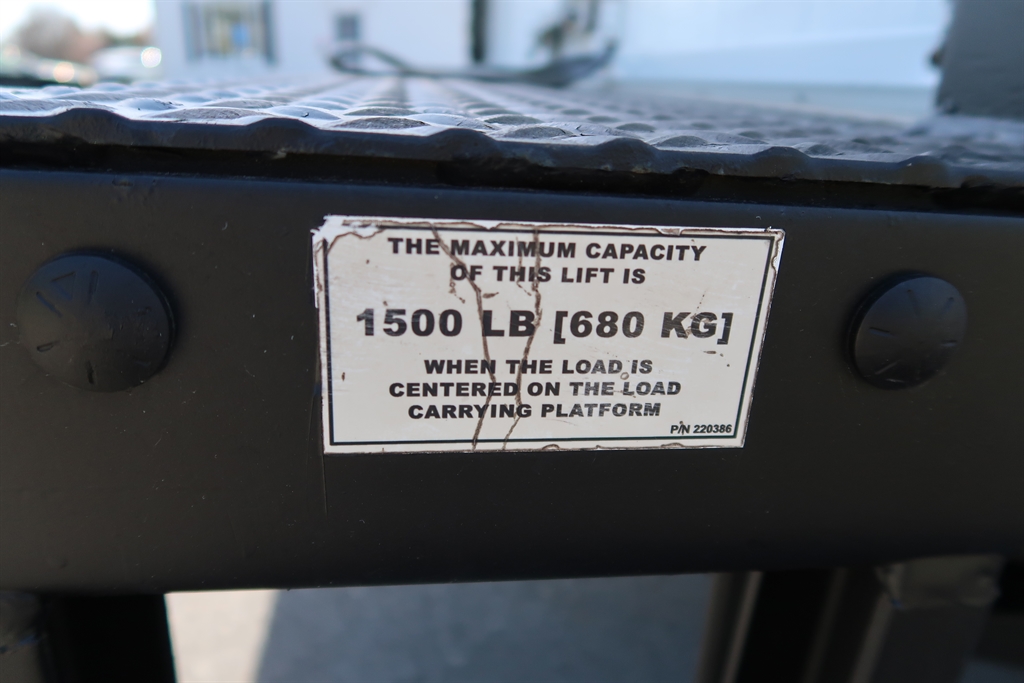 THE MAXIMUM CAPACITY
OF THIS LIFT IS
1500 LB [680 KG]
WHEN THE LOAD IS
CENTERED ON THE LOAD
CARRYING PLATFORM
P/N 220386